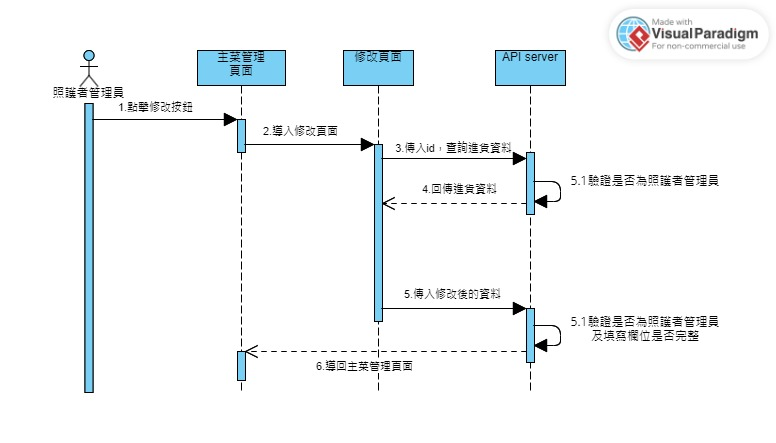 Made with
Visual Paradigm
For non-commercial use
主菜管理
頁面
修改頁面
API server
照護者管理員
1.點擊修改按鈕
2.導入修改頁面
3.傳入id，查詢進貨資料
5.1驗證是否為照護者管理員
4.回傳進貨資料
5.傳入修改後的資料
5.1驗證是否為照護者管理員
及填寫欄位是否完整
6.導回主菜管理頁面